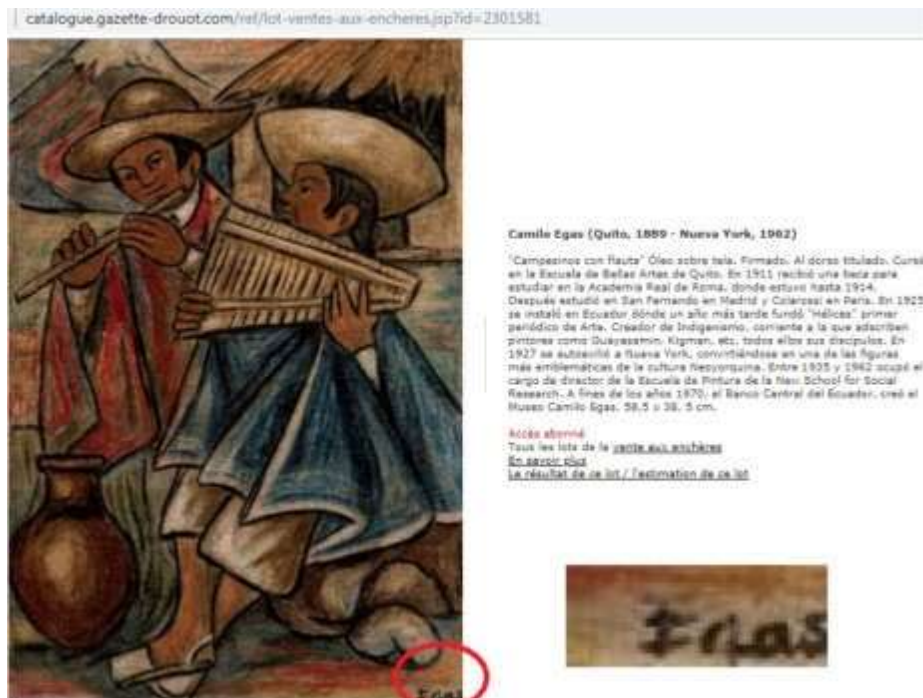 catalogue.gazette-drouot.com/ref/lot-ventes-aux-encheres.jsp?id=2301581
Camilo Egas (Quito, 1889 - Nueva York, 1962)
"Campesinos con flauta" Óleo sobre tela. Firmado. Al dorso titulado. Cursó
en la Escuela de Bellas Artes de Quito. En 1911 recibió una beca para
estudiar en la Academia Real de Roma, donde estuvo hasta 1914.
Después estudió en San Fernando en Madrid y Colarossi en Paris. En 1925
se instaló en Ecuador dónde un año más tarde fundó "Hélices" primer
periódico de Arte. Creador de Indigenismo, corriente a la que adscriben
pintores como Guayasamin, Kigman, etc. todos ellos sus discípulos. En
1927 se autoexilió a Nueva York, convirtiéndose en una de las figuras
más emblemáticas de la cultura Neoyorquina. Entre 1935 y 1962 ocupó el
cargo de director de la Escuela de Pintura de la New School for Social
Research. A fines de los años 1970, el Banco Central del Ecuador, creó el
Museo Camilo Egas. 58,5 x 38, 5 cm.
Accès abonné
Tous les lots de la vente aux enchères
En savoir plus
Le résultat de ce lot / l'estimation de ce lot
Egas
Egas